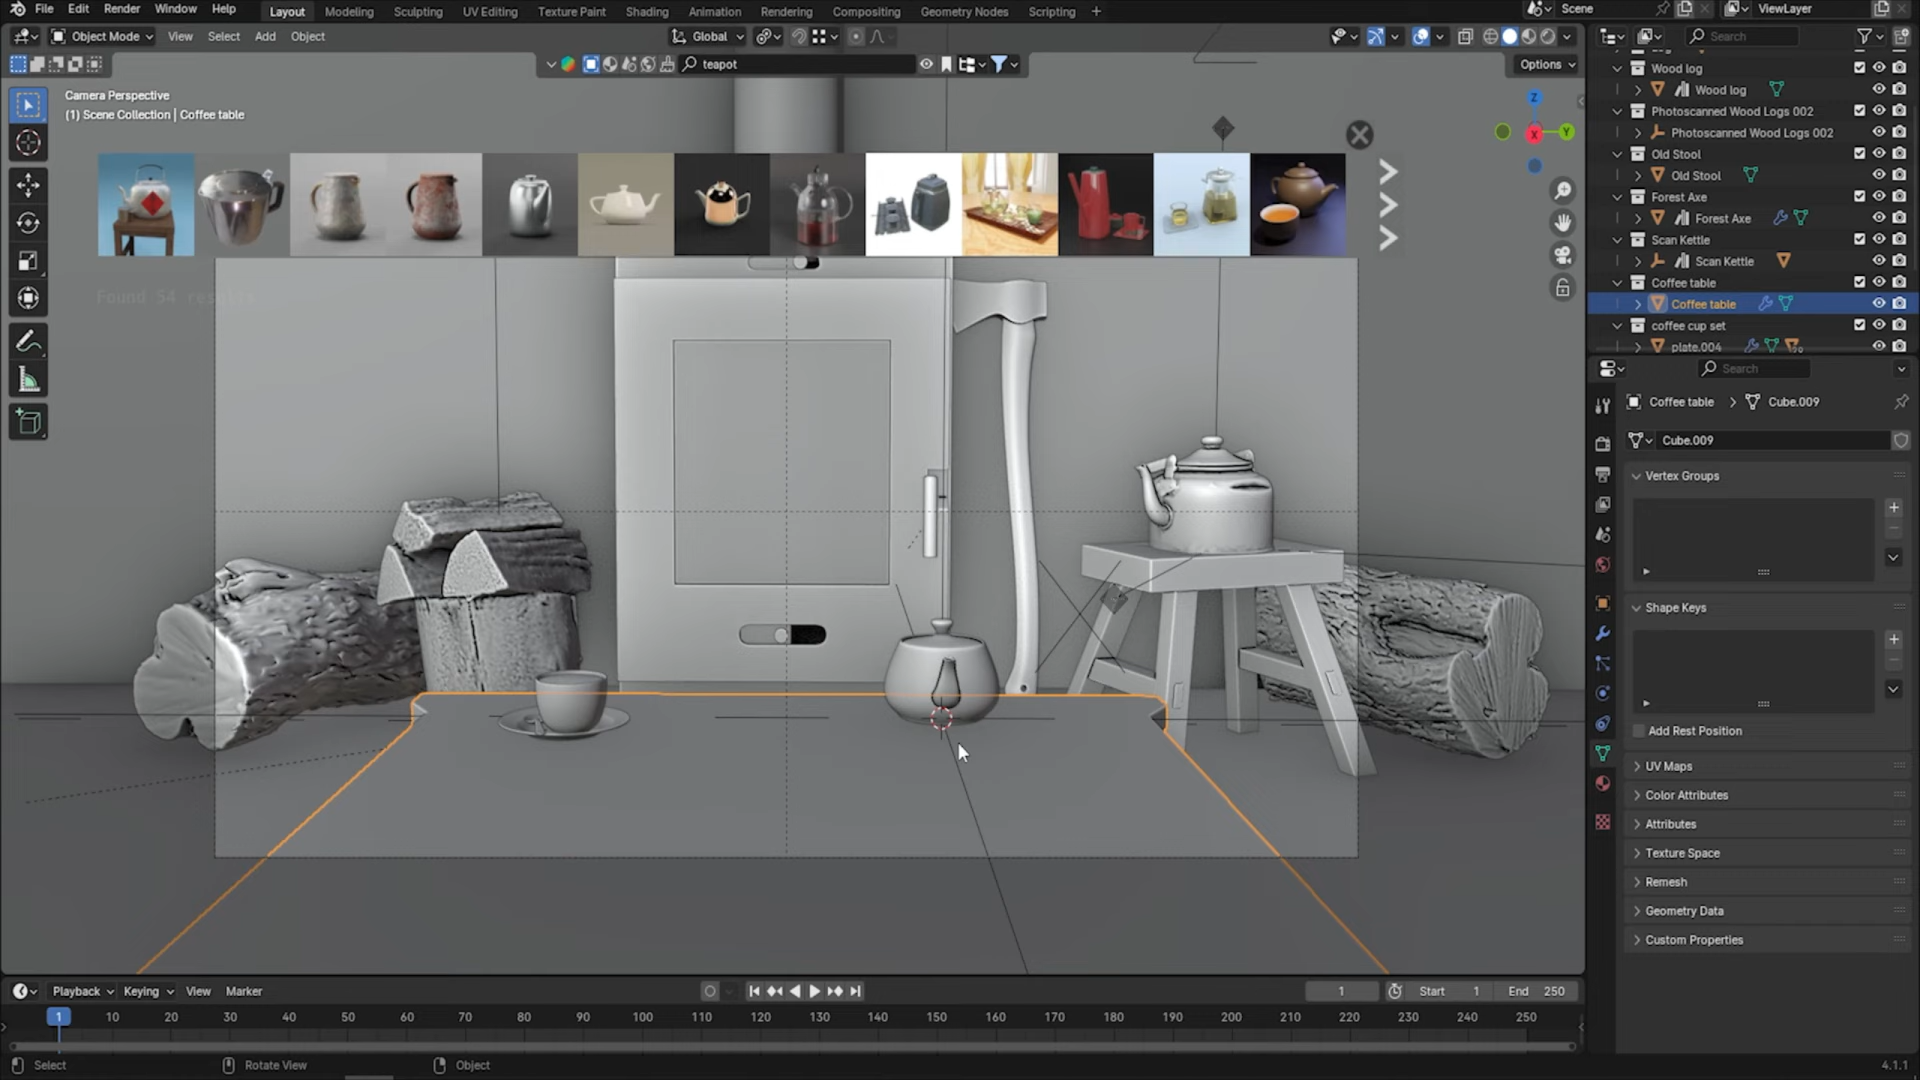 File Edit Render Window Help Layout Modeling Sculpting UV Editing Texture Paint Shading Animation Rendering Compositing Geometry Nodes Scripting + Scene ViewLayer
Object Mode View Select Add Object Global Search
teapot Options
Camera Perspective
(1) Scene Collection | Coffee table
Found 54 results
Wood log
Wood log
Photoscanned Wood Logs 002
Photoscanned Wood Logs 002
Old Stool
Old Stool
Forest Axe
Forest Axe
Scan Kettle
Scan Kettle
Coffee table
Coffee table
coffee cup set
plate.004
Search
Coffee table Cube.009
Cube.009
Vertex Groups
Shape Keys
Add Rest Position
UV Maps
Color Attributes
Attributes
Texture Space
Remesh
Geometry Data
Custom Properties
Z
Y
X
Playback Keying View Marker 1 Start 1 End 250
1 10 20 30 40 50 60 70 80 90 100 110 120 130 140 150 160 170 180 190 200 210 220 230 240 250
Select Rotate View Object 4.1.1